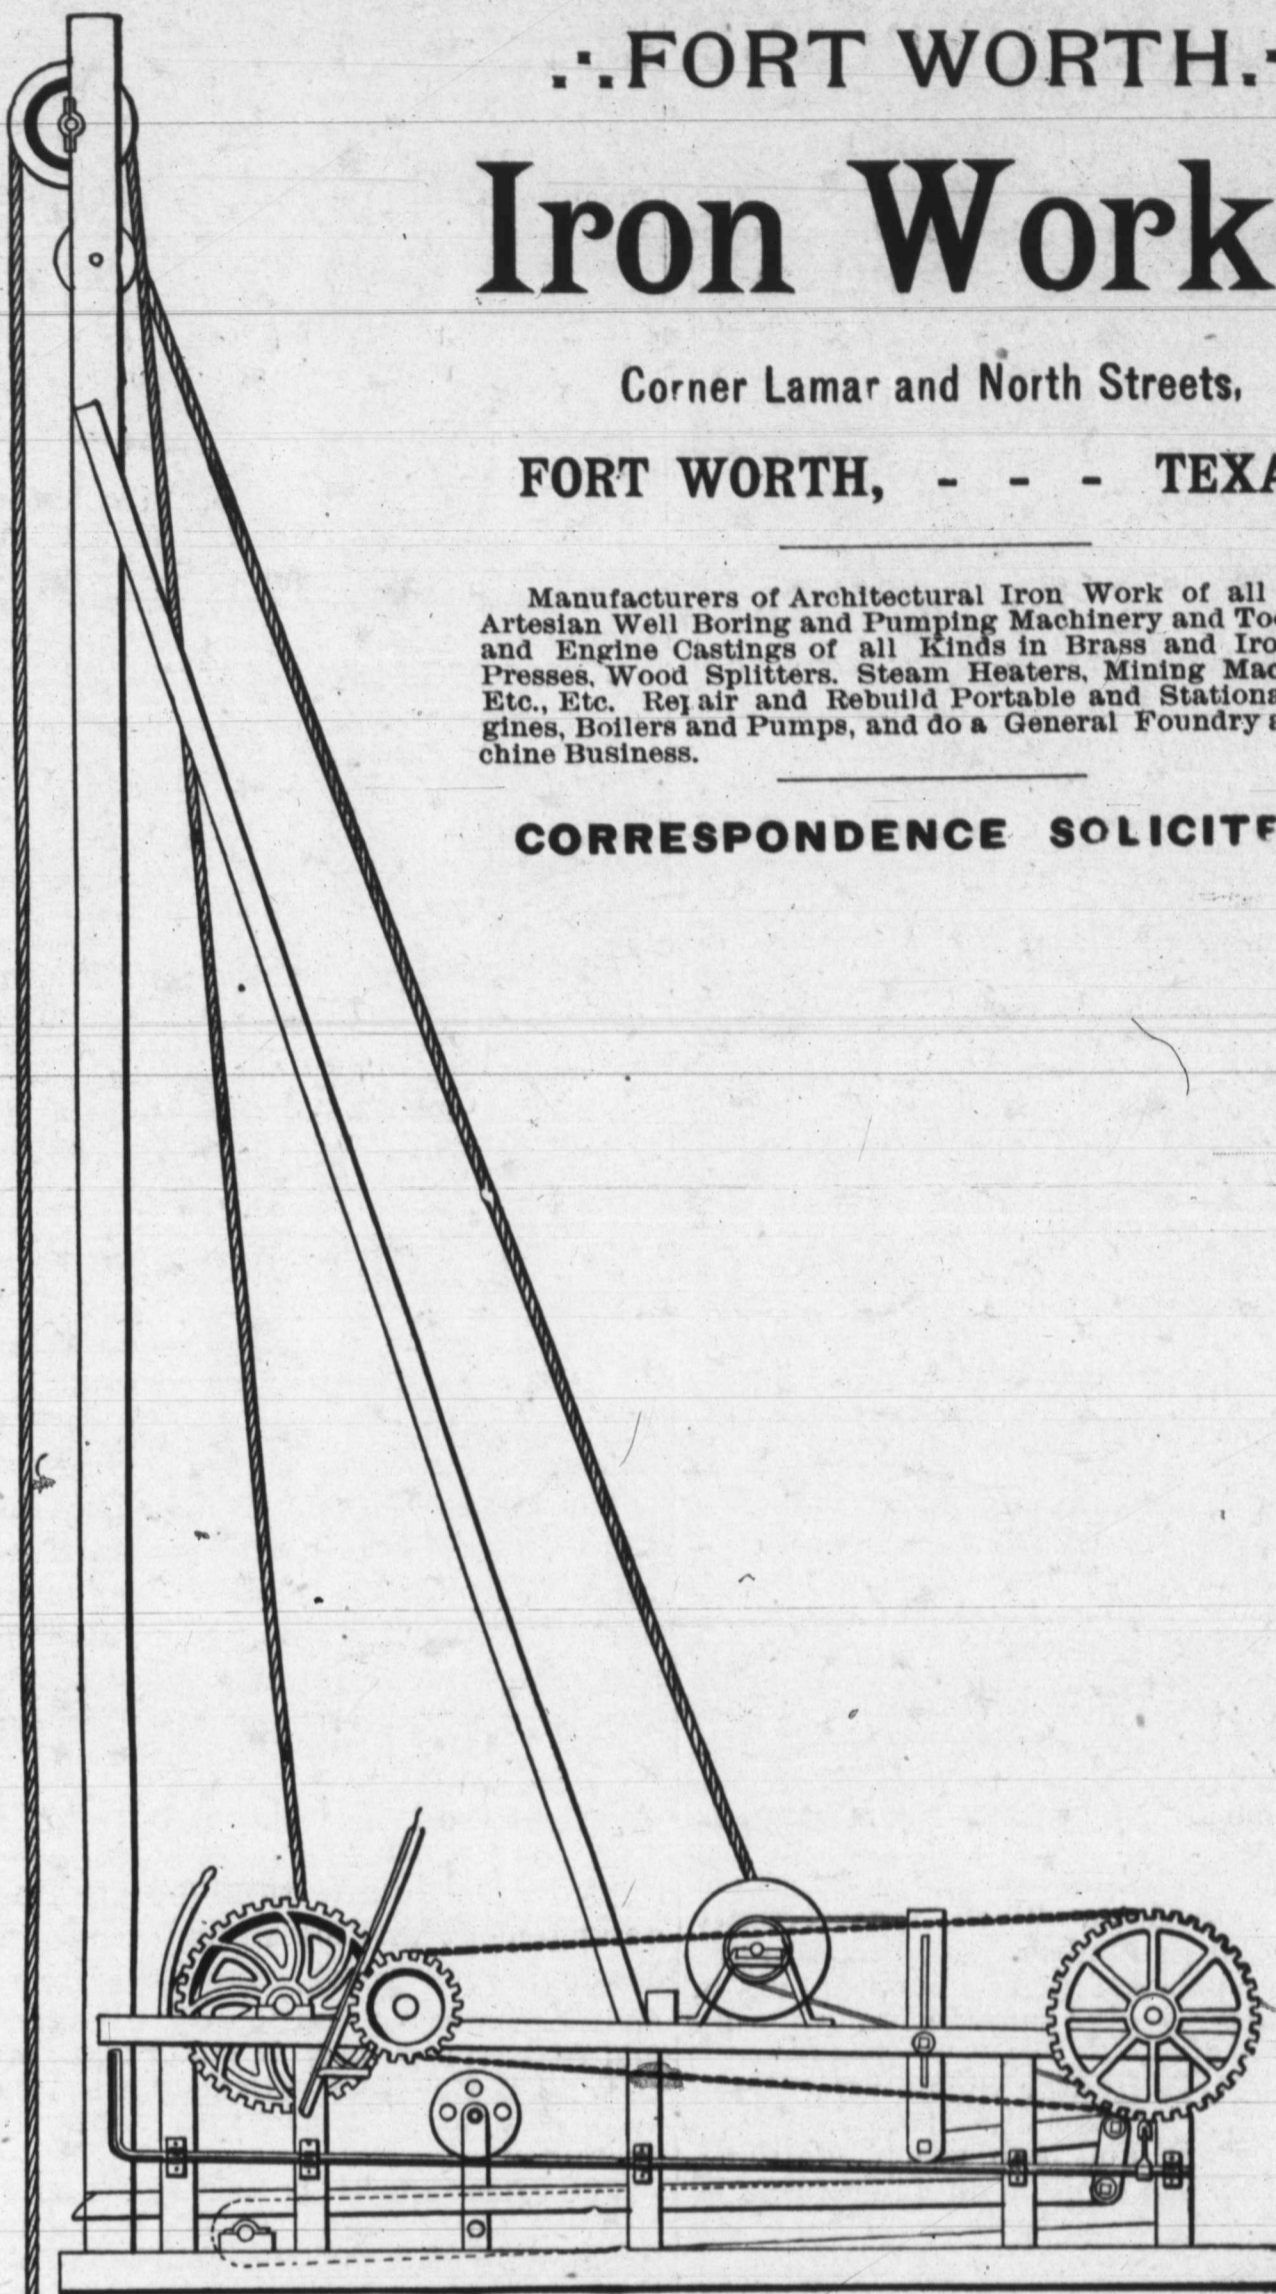 .·.FORT WORTH.·
Iron Work
Corner Lamar and North Streets,
FORT WORTH, - - - TEXA
Manufacturers of Architectural Iron Work of all
Artesian Well Boring and Pumping Machinery and Too
and Engine Castings of all Kinds in Brass and Iro
Presses, Wood Splitters. Steam Heaters, Mining Mac
Etc., Etc. Repair and Rebuild Portable and Stationa
gines, Boilers and Pumps, and do a General Foundry a
chine Business.
CORRESPONDENCE SOLICITE